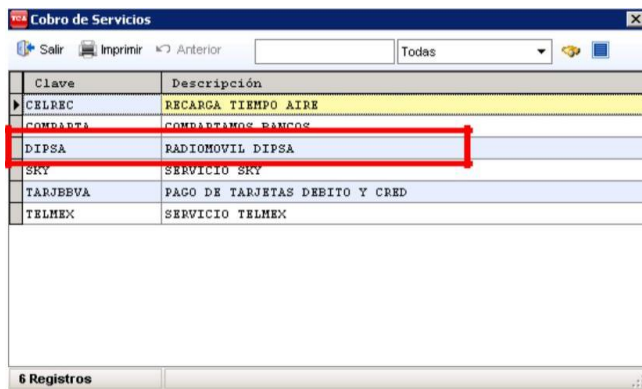 TCA Cobro de Servicios
Salir Imprimir Anterior Todas
Clave Descripción
CELREC RECARGA TIEMPO AIRE
COMPARTA COMPARTAMOS BANCOS
DIPSA RADIOMOVIL DIPSA
SKY SERVICIO SKY
TARJBBVA PAGO DE TARJETAS DEBITO Y CRED
TELMEX SERVICIO TELMEX
6 Registros